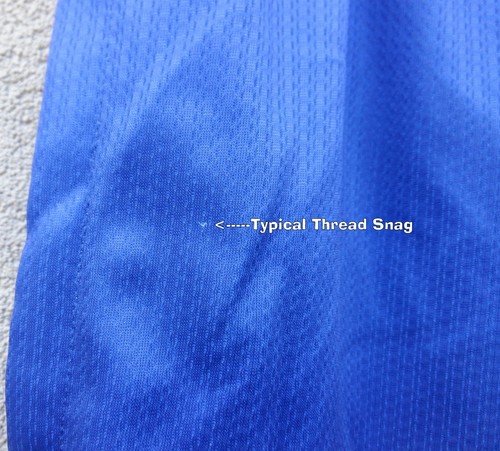 <-----Typical Thread Snag